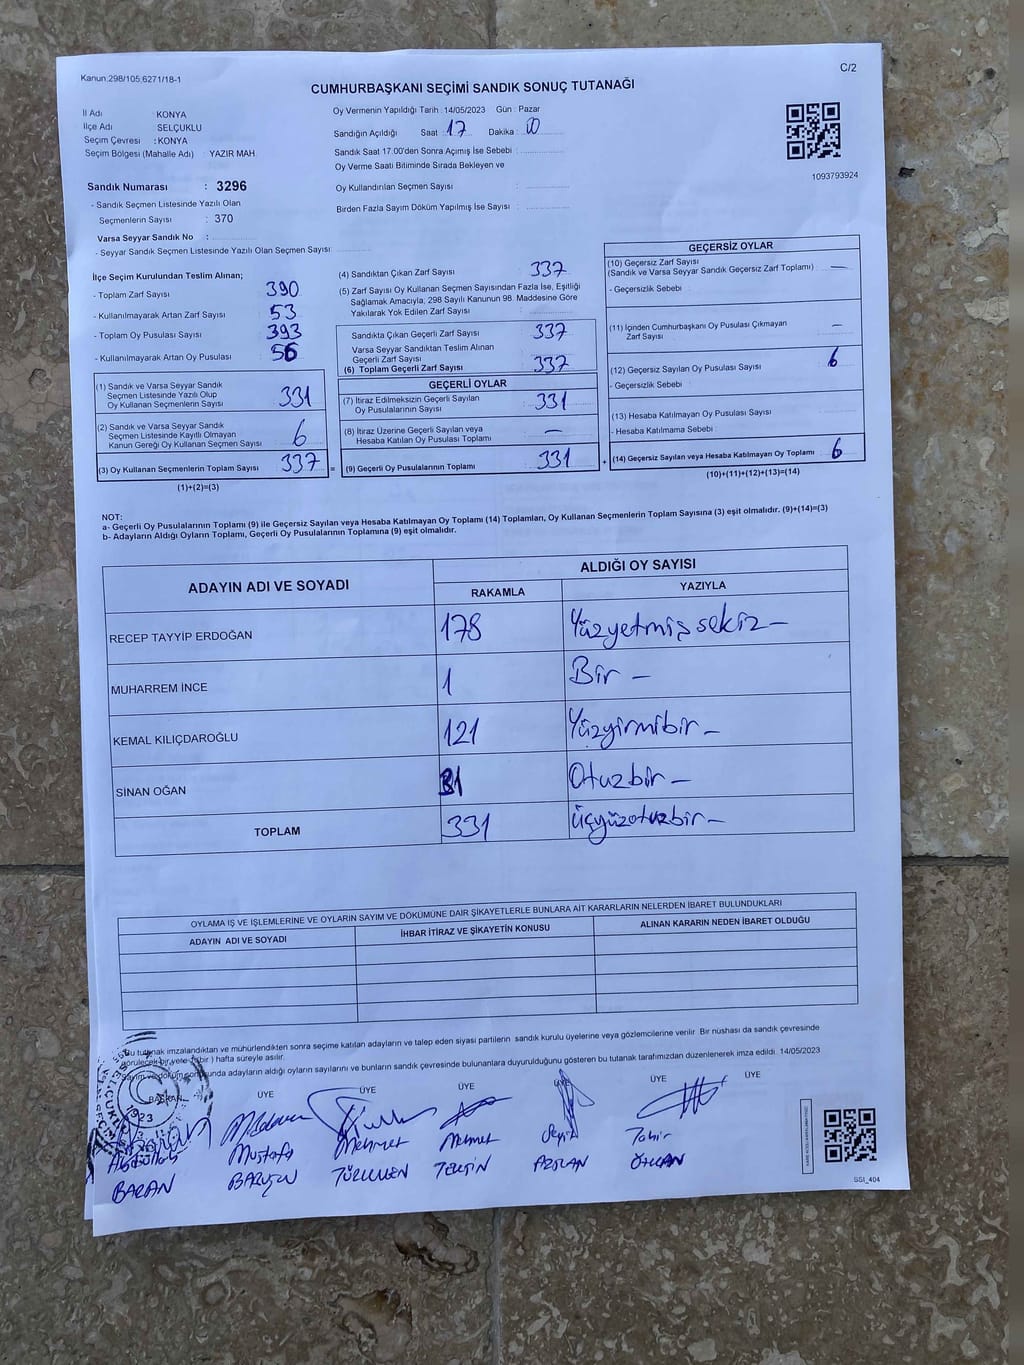 Kanun.298/105,6271/18-1
C/2
CUMHURBAŞKANI SEÇİMİ SANDIK SONUÇ TUTANAĞI
İl Adı : KONYA
İlçe Adı SELÇUKLU
Seçim Çevresi : KONYA
Seçim Bölgesi (Mahalle Adı) : YAZIR MAH.
Oy Vermenin Yapıldığı Tarih : 14/05/2023 Gün : Pazar
Sandığın Açıldığı Saat : 17 Dakika : 00
Sandık Saat 17.00'den Sonra Açımış İse Sebebi :
Oy Verme Saati Bitiminde Sırada Bekleyen ve
Oy Kullandırılan Seçmen Sayısı :
Birden Fazla Sayım Döküm Yapılmış İse Sayısı :
1093793924
Sandık Numarası : 3296
- Sandık Seçmen Listesinde Yazılı Olan
Seçmenlerin Sayısı : 370
Varsa Seyyar Sandık No :
- Seyyar Sandık Seçmen Listesinde Yazılı Olan Seçmen Sayısı:
İlçe Seçim Kurulundan Teslim Alınan;
- Toplam Zarf Sayısı : 390
- Kullanılmayarak Artan Zarf Sayısı : 53
- Toplam Oy Pusulası Sayısı : 393
- Kullanılmayarak Artan Oy Pusulası : 56
(1) Sandık ve Varsa Seyyar Sandık
Seçmen Listesinde Yazılı Olup
Oy Kullanan Seçmenlerin Sayısı : 331
(2) Sandık ve Varsa Seyyar Sandık
Seçmen Listesinde Kayıtlı Olmayan
Kanun Gereği Oy Kullanan Seçmen Sayısı : 6
(3) Oy Kullanan Seçmenlerin Toplam Sayısı : 337 =
(1)+(2)=(3)
(4) Sandıktan Çıkan Zarf Sayısı : 337
(5) Zarf Sayısı Oy Kullanan Seçmen Sayısından Fazla İse, Eşitliği
Sağlamak Amacıyla, 298 Sayılı Kanunun 98. Maddesine Göre
Yakılarak Yok Edilen Zarf Sayısı :
Sandıkta Çıkan Geçerli Zarf Sayısı : 337
Varsa Seyyar Sandıktan Teslim Alınan
Geçerli Zarf Sayısı :
(6) Toplam Geçerli Zarf Sayısı : 337
GEÇERLİ OYLAR
(7) İtiraz Edilmeksizin Geçerli Sayılan
Oy Pusulalarının Sayısı : 331
(8) İtiraz Üzerine Geçerli Sayılan veya
Hesaba Katılan Oy Pusulası Toplamı : —
(9) Geçerli Oy Pusulalarının Toplamı : 331 +
GEÇERSİZ OYLAR
(10) Geçersiz Zarf Sayısı
(Sandık ve Varsa Seyyar Sandık Geçersiz Zarf Toplamı) : —
- Geçersizlik Sebebi :
(11) İçinden Cumhurbaşkanı Oy Pusulası Çıkmayan
Zarf Sayısı : —
(12) Geçersiz Sayılan Oy Pusulası Sayısı : 6
- Geçersizlik Sebebi :
(13) Hesaba Katılmayan Oy Pusulası Sayısı :
- Hesaba Katılmama Sebebi :
(14) Geçersiz Sayılan veya Hesaba Katılmayan Oy Toplamı : 6
(10)+(11)+(12)+(13)=(14)
NOT:
a- Geçerli Oy Pusulalarının Toplamı (9) ile Geçersiz Sayılan veya Hesaba Katılmayan Oy Toplamı (14) Toplamları, Oy Kullanan Seçmenlerin Toplam Sayısına (3) eşit olmalıdır. (9)+(14)=(3)
b- Adayların Aldığı Oyların Toplamı, Geçerli Oy Pusulalarının Toplamına (9) eşit olmalıdır.
ADAYIN ADI VE SOYADI ALDIĞI OY SAYISI
RAKAMLA YAZIYLA
RECEP TAYYİP ERDOĞAN 178 Yüzyetmiş sekiz —
MUHARREM İNCE 1 Bir —
KEMAL KILIÇDAROĞLU 121 Yüzyirmibir —
SİNAN OĞAN 31 Otuzbir —
TOPLAM 331 üçyüzotuzbir —
OYLAMA İŞ VE İŞLEMLERİNE VE OYLARIN SAYIM VE DÖKÜMÜNE DAİR ŞİKAYETLERLE BUNLARA AİT KARARLARIN NELERDEN İBARET BULUNDUKLARI
ADAYIN ADI VE SOYADI İHBAR İTİRAZ VE ŞİKAYETİN KONUSU ALINAN KARARIN NEDEN İBARET OLDUĞU
Bu tutanak imzalandıktan ve mühürlendikten sonra seçime katılan adayların ve talep eden siyasi partilerin sandık kurulu üyelerine veya gözlemcilerine verilir. Bir nüshası da sandık çevresinde
görülecek bir yere 1(bir ) hafta süreyle asılır.
Sayım ve döküm sonucunda adayların aldığı oyların sayılarını ve bunların sandık çevresinde bulunanlara duyurulduğunu gösteren bu tutanak tarafımızdan düzenlenerek imza edildi. 14/05/2023
BAŞKAN ÜYE ÜYE ÜYE ÜYE ÜYE ÜYE
1923
Abdullah Mustafa Mehmet Mehmet Tahir
BARAN
SSI_404